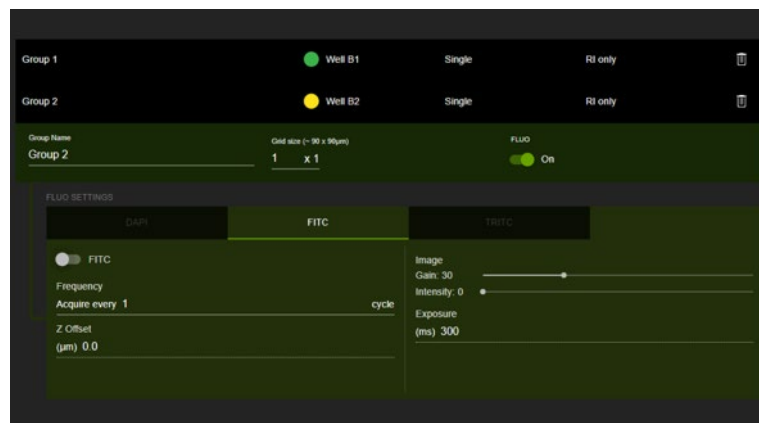 Group 1 Well B1 Single RI only
Group 2 Well B2 Single RI only
Group Name Grid size (~ 90 x 90μm) FLUO
Group 2 1 x 1 On
FLUO SETTINGS
DAPI FITC TRITC
FITC Image
Gain: 30
Frequency Intensity: 0
Acquire every 1 cycle Exposure
Z Offset (ms) 300
(μm) 0.0